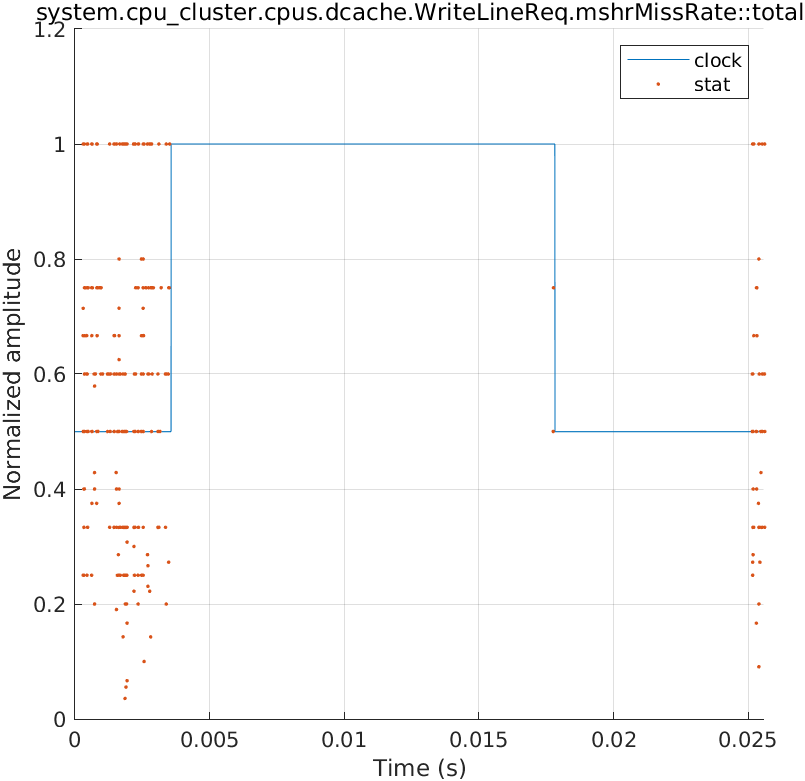 system.cpu_cluster.cpus.dcache.WriteLineReq.mshrMissRate::total
1.2
1
0.8
0.6
0.4
0.2
0
Normalized amplitude
clock
stat
0
0.005
0.01
0.015
0.02
0.025
Time (s)